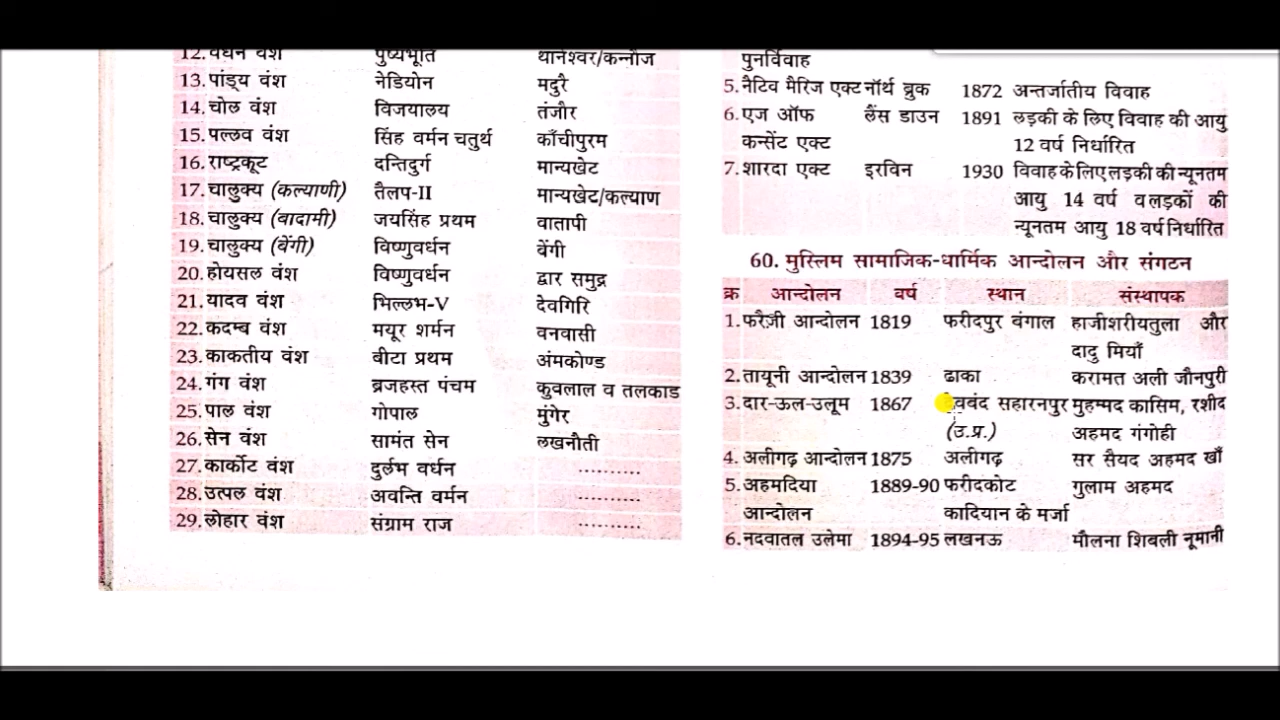 12. वर्धन वंश पुष्यभूति थानेश्वर/कन्नौज
13. पांड्य वंश नेडियोन मदुरै
14. चोल वंश विजयालय तंजौर
15. पल्लव वंश सिंह वर्मन चतुर्थ काँचीपुरम
16. राष्ट्रकूट दन्तिदुर्ग मान्यखेट
17. चालुक्य (कल्याणी) तैलप-II मान्यखेट/कल्याण
18. चालुक्य (बादामी) जयसिंह प्रथम वातापी
19. चालुक्य (बेंगी) विष्णुवर्धन बेंगी
20. होयसल वंश विष्णुवर्धन द्वार समुद्र
21. यादव वंश भिल्लभ-V देवगिरि
22. कदम्ब वंश मयूर शर्मन वनवासी
23. काकतीय वंश बीटा प्रथम अंमकोण्ड
24. गंग वंश ब्रजहस्त पंचम कुवलाल व तलकाड
25. पाल वंश गोपाल मुंगेर
26. सेन वंश सामंत सेन लखनौती
27. कार्कोट वंश दुर्लभ वर्धन ..........
28. उत्पल वंश अवन्ति वर्मन ..........
29. लोहार वंश संग्राम राज ..........
पुनर्विवाह
5. नैटिव मैरिज एक्ट नॉर्थ ब्रुक 1872 अन्तर्जातीय विवाह
6. एज ऑफ लैंस डाउन 1891 लड़की के लिए विवाह की आयु
कन्सेंट एक्ट 12 वर्ष निर्धारित
7. शारदा एक्ट इरविन 1930 विवाह के लिए लड़की की न्यूनतम
आयु 14 वर्ष व लड़कों की
न्यूनतम आयु 18 वर्ष निर्धारित
60. मुस्लिम सामाजिक-धार्मिक आन्दोलन और संगटन
क्र आन्दोलन वर्ष स्थान संस्थापक
1. फरैज़ी आन्दोलन 1819 फरीदपुर बंगाल हाजीशरीयतुला और
दादु मियाँ
2. तायूनी आन्दोलन 1839 ढाका करामत अली जौनपुरी
3. दार-ऊल-उलूम 1867 सहारनपुर मुहम्मद कासिम, रशीद
(उ.प्र.) अहमद गंगोही
4. अलीगढ़ आन्दोलन 1875 अलीगढ़ सर सैयद अहमद खाँ
5. अहमदिया 1889-90 फरीदकोट गुलाम अहमद
आन्दोलन कादियान के मर्जा
6. नदवातल उलेमा 1894-95 लखनऊ मौलना शिबली नूमानी